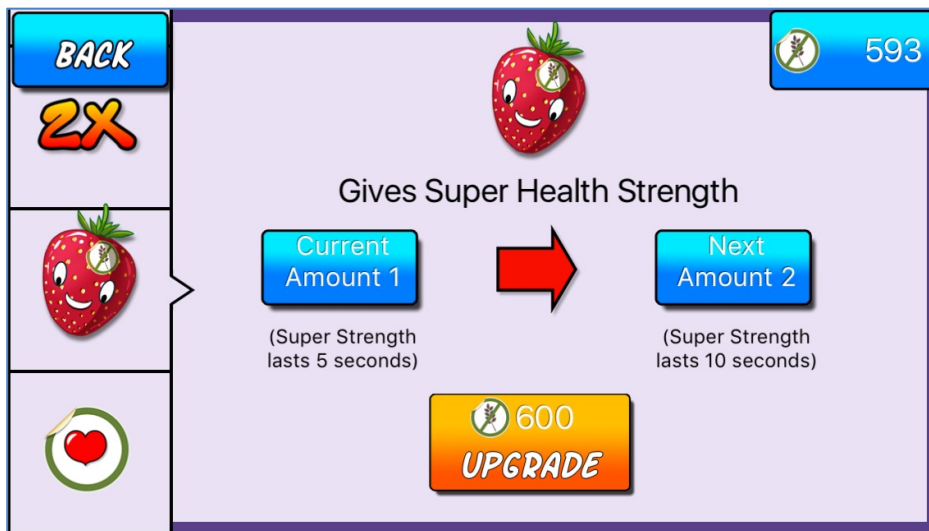 BACK
593
2X
Gives Super Health Strength
Current
Amount 1
Next
Amount 2
(Super Strength
lasts 5 seconds)
(Super Strength
lasts 10 seconds)
600
UPGRADE